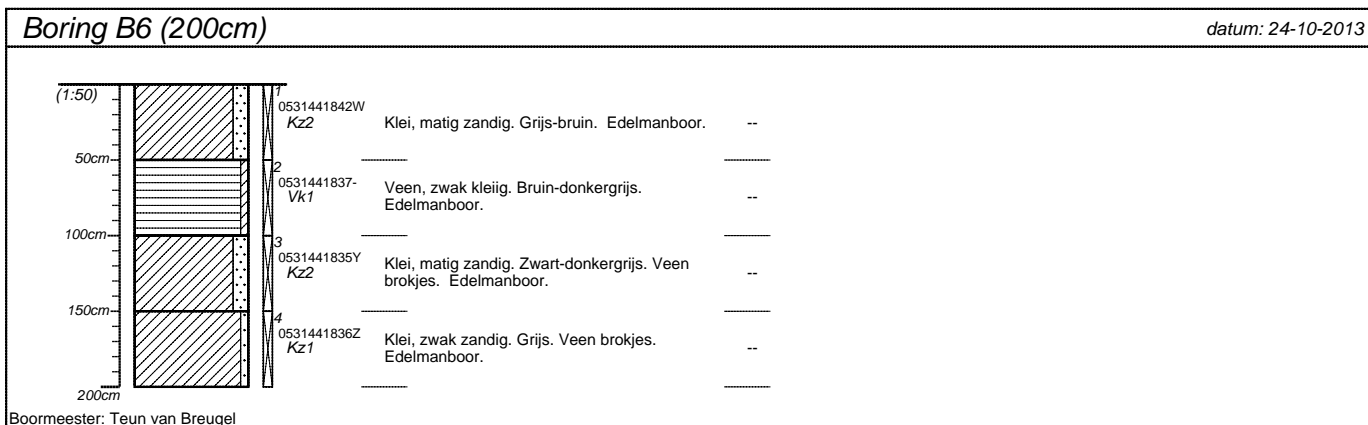 Boring B6 (200cm)
datum: 24-10-2013
(1:50)
1
0531441842W
Kz2
Klei, matig zandig. Grijs-bruin. Edelmanboor.
--
50cm
2
0531441837-
Vk1
Veen, zwak kleiig. Bruin-donkergrijs.
Edelmanboor.
--
100cm
3
0531441835Y
Kz2
Klei, matig zandig. Zwart-donkergrijs. Veen
brokjes. Edelmanboor.
--
150cm
4
0531441836Z
Kz1
Klei, zwak zandig. Grijs. Veen brokjes.
Edelmanboor.
--
200cm
Boormeester: Teun van Breugel